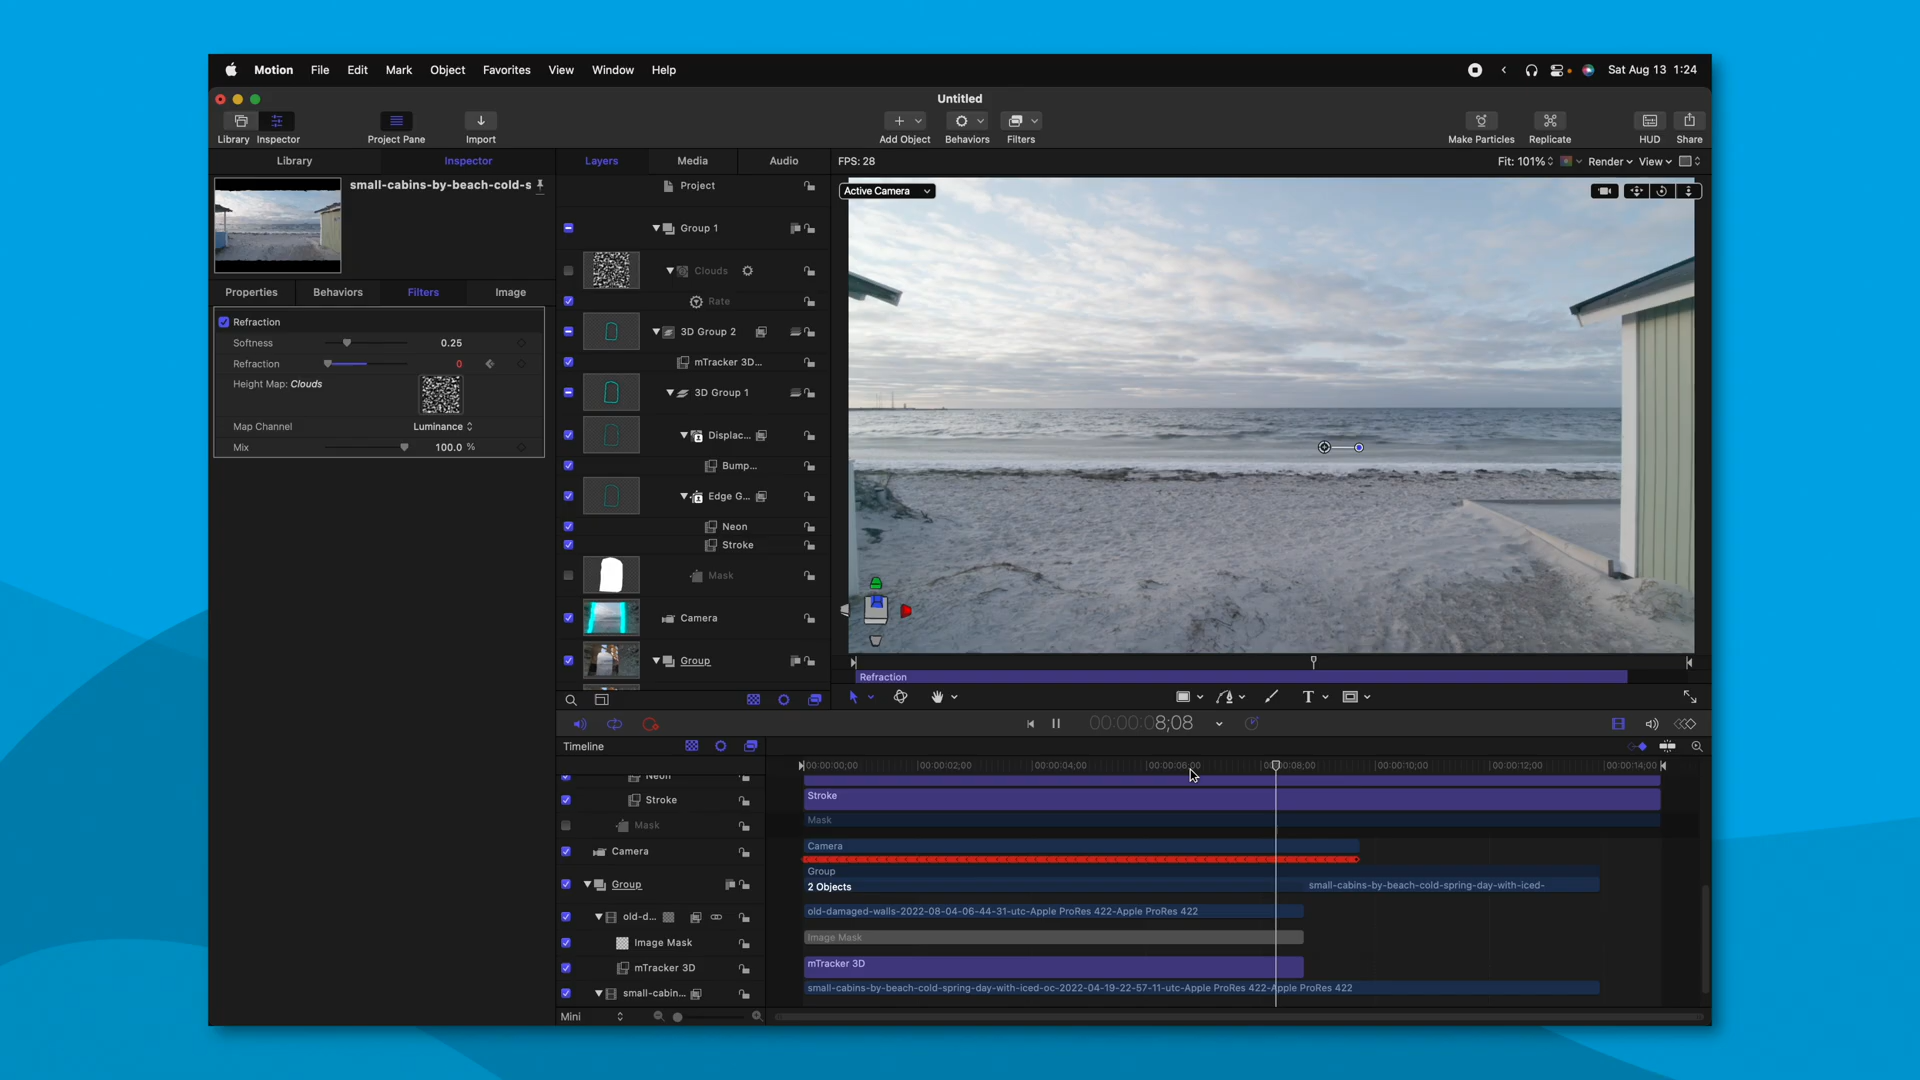 Motion File Edit Mark Object Favorites View Window Help Sat Aug 13 1:24
Untitled
Library Inspector Project Pane Import Add Object Behaviors Filters Make Particles Replicate HUD Share
Library Inspector Layers Media Audio FPS: 28 Fit: 101% Render View
small-cabins-by-beach-cold-s
Project
Active Camera
Group 1
Clouds
Rate
3D Group 2
mTracker 3D...
3D Group 1
Displac...
Bump...
Edge G...
Neon
Stroke
Mask
Camera
Group
Properties Behaviors Filters Image
Refraction
Softness 0.25
Refraction 0
Height Map: Clouds
Map Channel Luminance
Mix 100.0 %
Refraction
T
00:00:00:08;08
Timeline
00:00:00;00 00:00:02;00 00:00:04;00 00:00:06;00 00:00:08;00 00:00:10;00 00:00:12;00 00:00:14;00
Neon
Stroke Stroke
Mask Mask
Camera Camera
Group Group
2 Objects small-cabins-by-beach-cold-spring-day-with-iced-
old-d... old-damaged-walls-2022-08-04-06-44-31-utc-Apple ProRes 422-Apple ProRes 422
Image Mask Image Mask
mTracker 3D mTracker 3D
small-cabin... small-cabins-by-beach-cold-spring-day-with-iced-oc-2022-04-19-22-57-11-utc-Apple ProRes 422-Apple ProRes 422
Mini